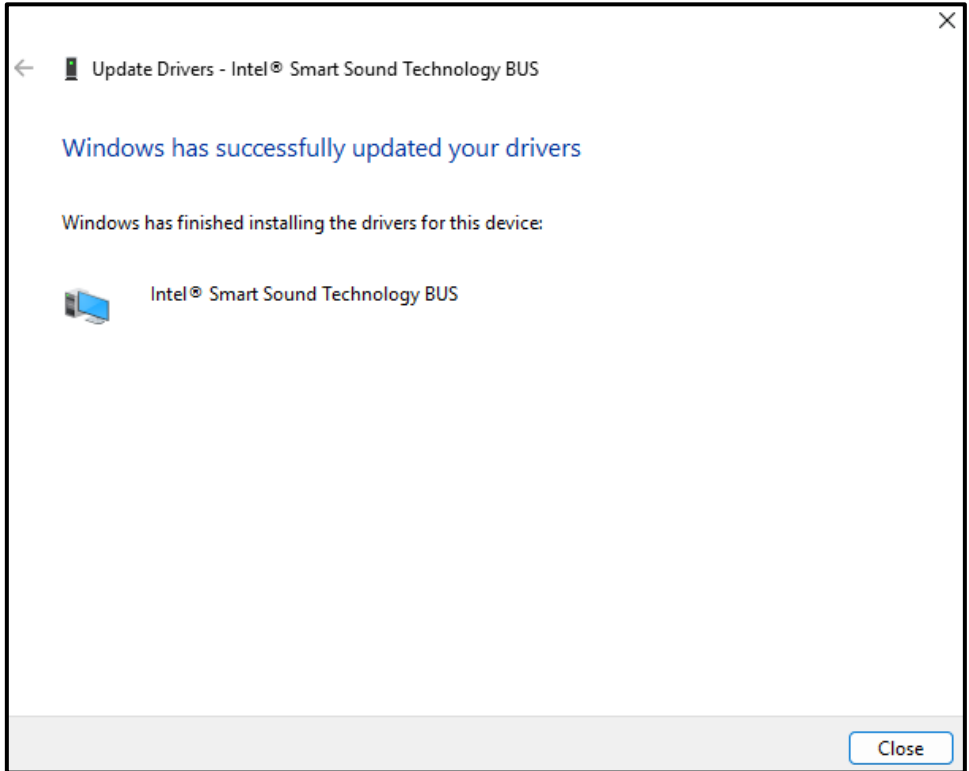 Update Drivers - Intel® Smart Sound Technology BUS
Windows has successfully updated your drivers
Windows has finished installing the drivers for this device:
Intel® Smart Sound Technology BUS
Close